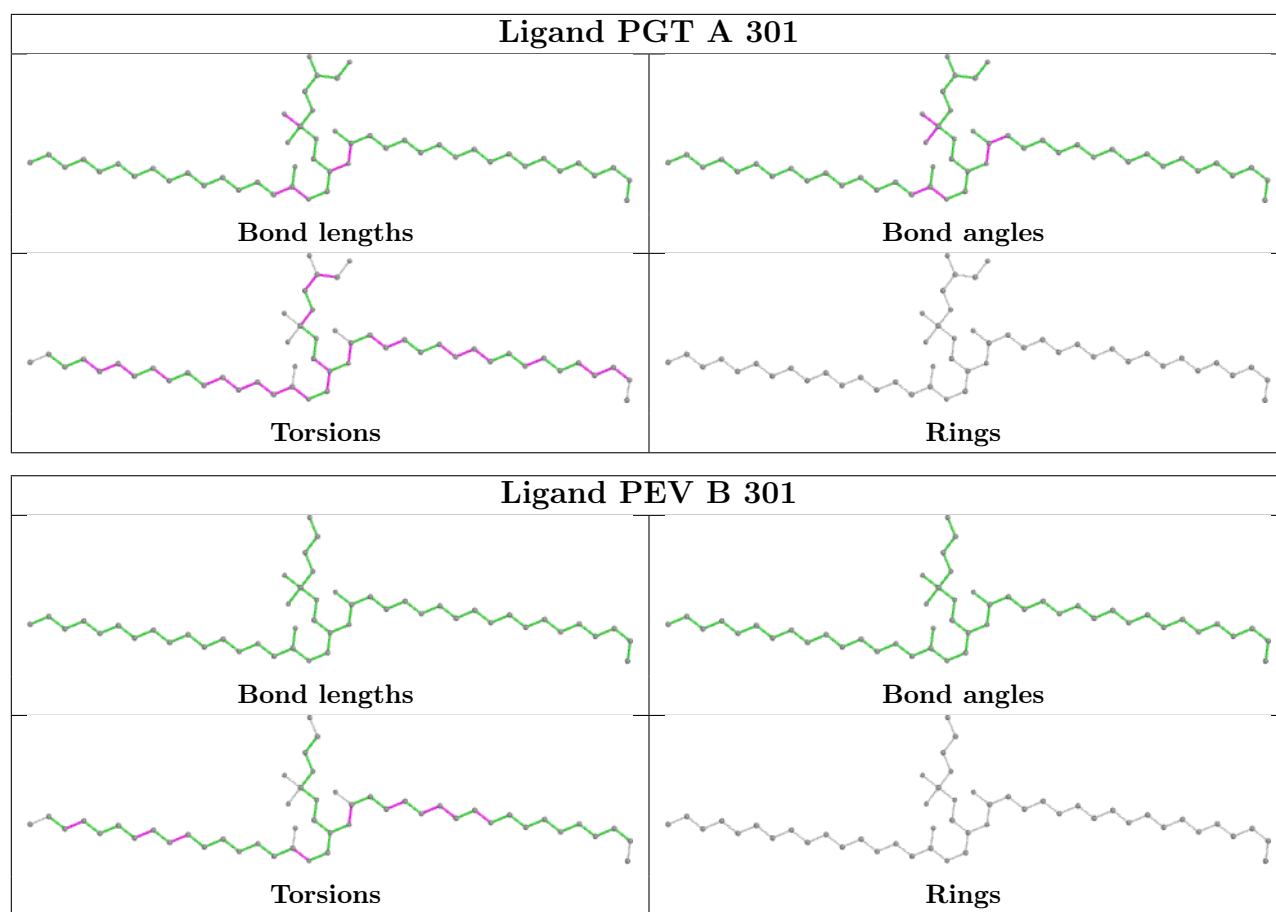 Ligand PGT A 301
Bond lengths
Bond angles
Torsions
Rings
Ligand PEV B 301
Bond lengths
Bond angles
Torsions
Rings